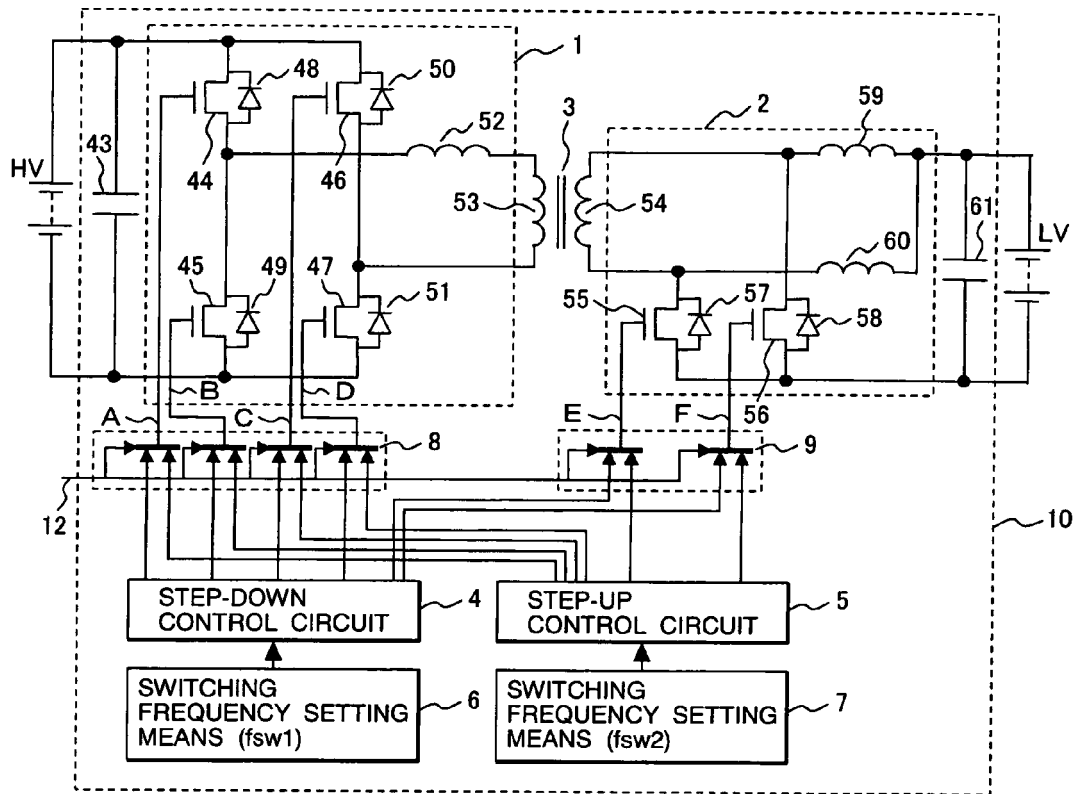 10
1
48
50
59
2
3
52
43
HV
44
46
53
54
61
LV
60
45
49
47
51
55
57
58
B
D
56
A
C
E
F
8
9
12
10
STEP-DOWN
CONTROL CIRCUIT
4
STEP-UP
CONTROL CIRCUIT
5
SWITCHING
FREQUENCY SETTING
MEANS (fsw1)
6
SWITCHING
FREQUENCY SETTING
MEANS (fsw2)
7